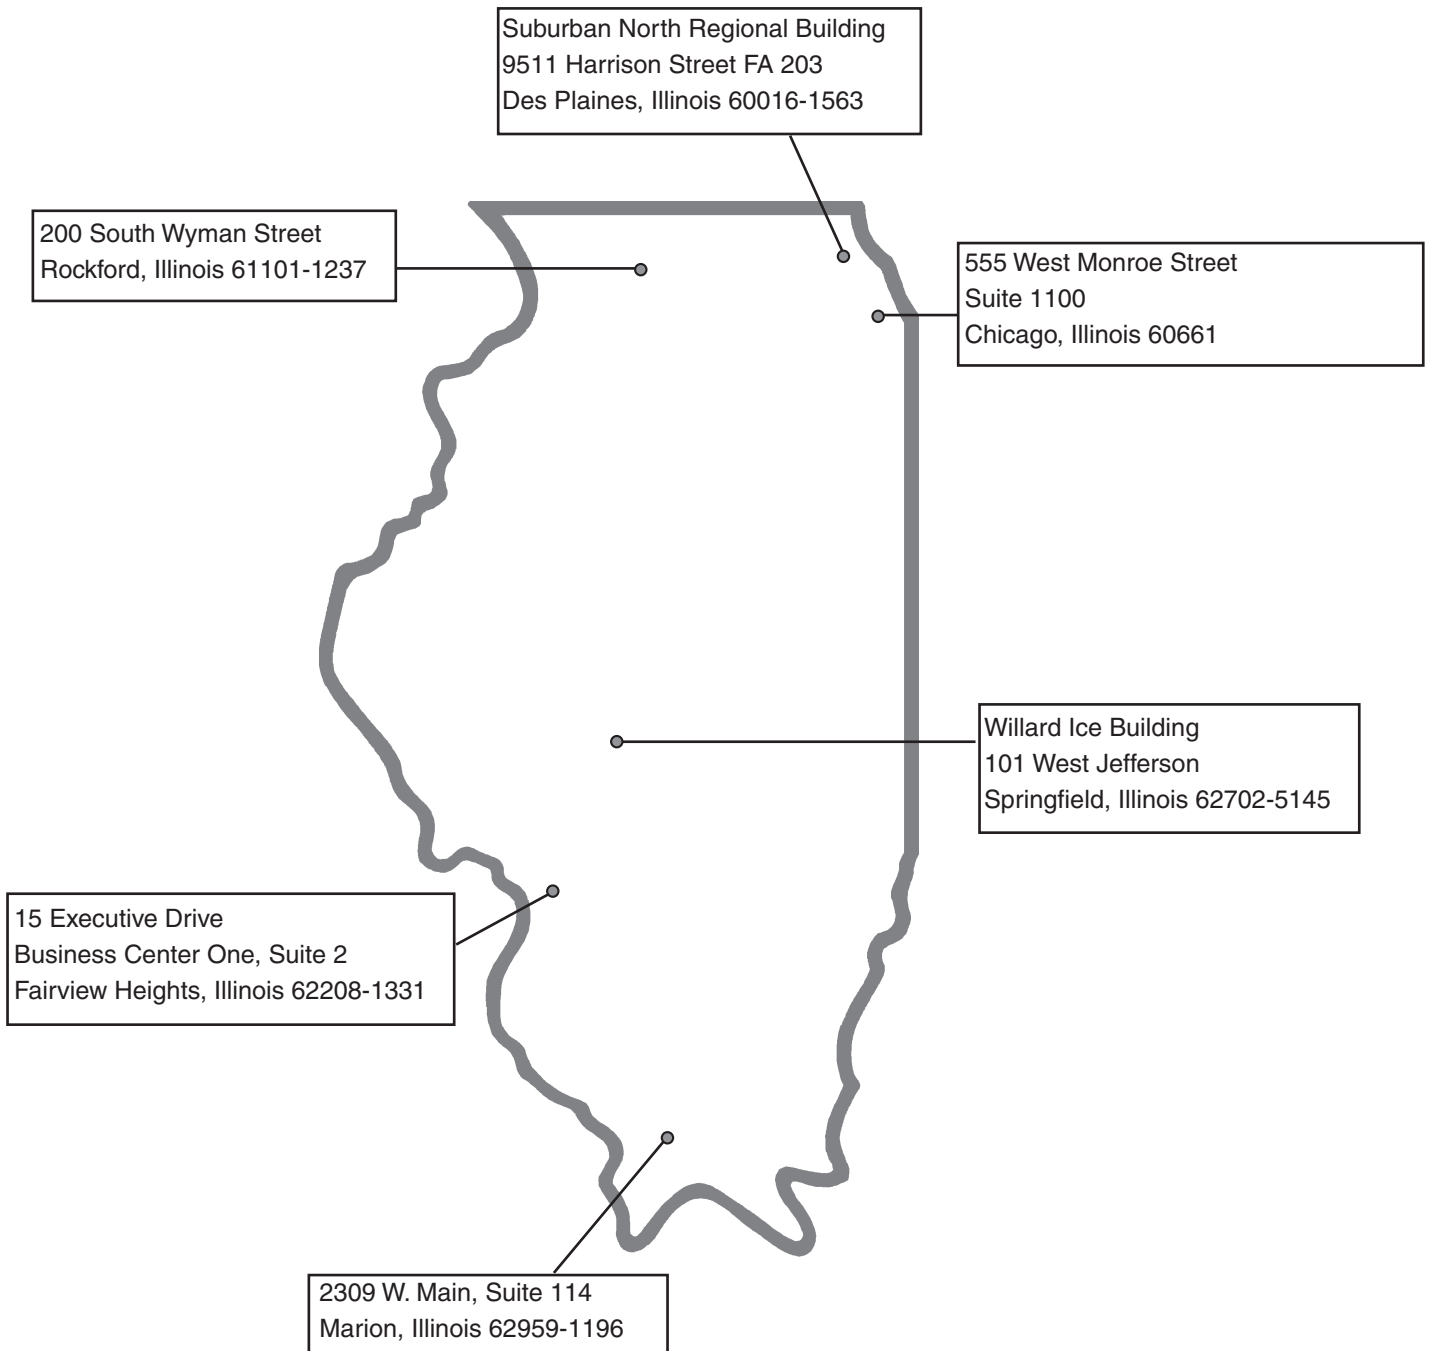 Suburban North Regional Building
9511 Harrison Street FA 203
Des Plaines, Illinois 60016-1563
200 South Wyman Street
Rockford, Illinois 61101-1237
555 West Monroe Street
Suite 1100
Chicago, Illinois 60661
Willard Ice Building
101 West Jefferson
Springfield, Illinois 62702-5145
15 Executive Drive
Business Center One, Suite 2
Fairview Heights, Illinois 62208-1331
2309 W. Main, Suite 114
Marion, Illinois 62959-1196